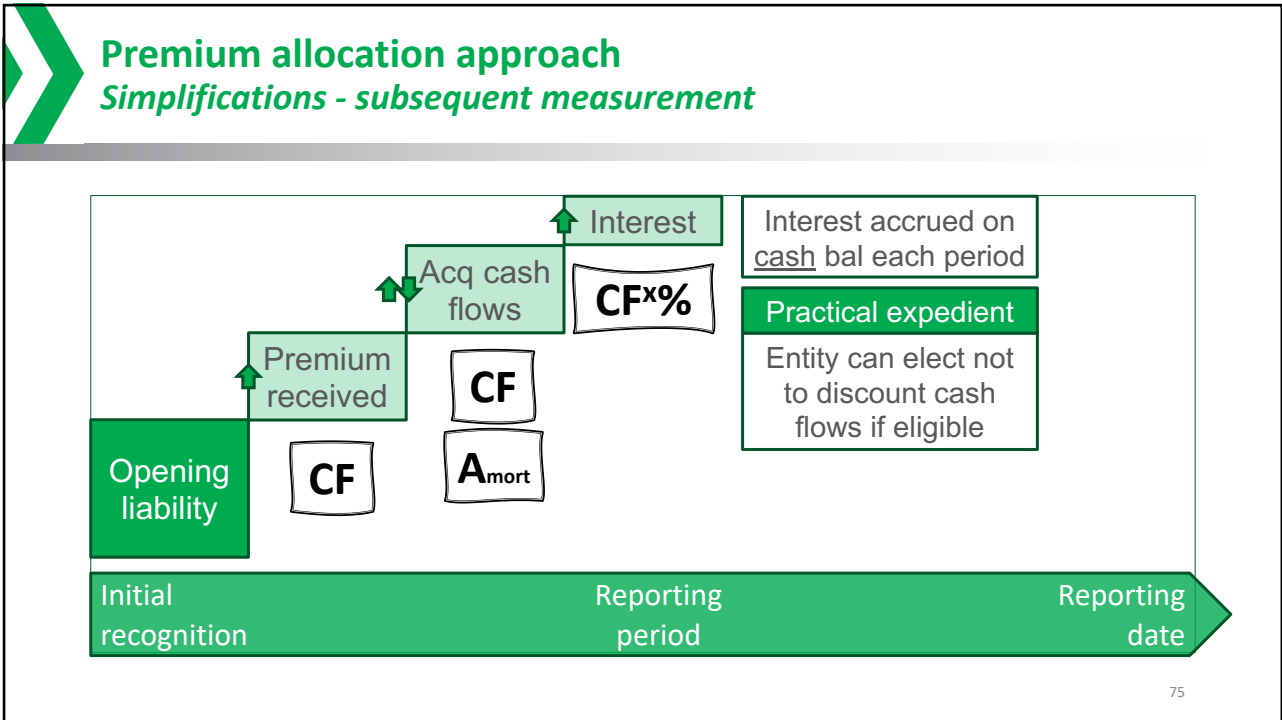 Premium allocation approach
Simplifications - subsequent measurement
Interest
Interest accrued on
cash bal each period
Acq cash
flows
CFx%
Practical expedient
Entity can elect not
to discount cash
flows if eligible
Premium
received
CF
Amort
Opening
liability
CF
Initial
recognition
Reporting
period
Reporting
date
75